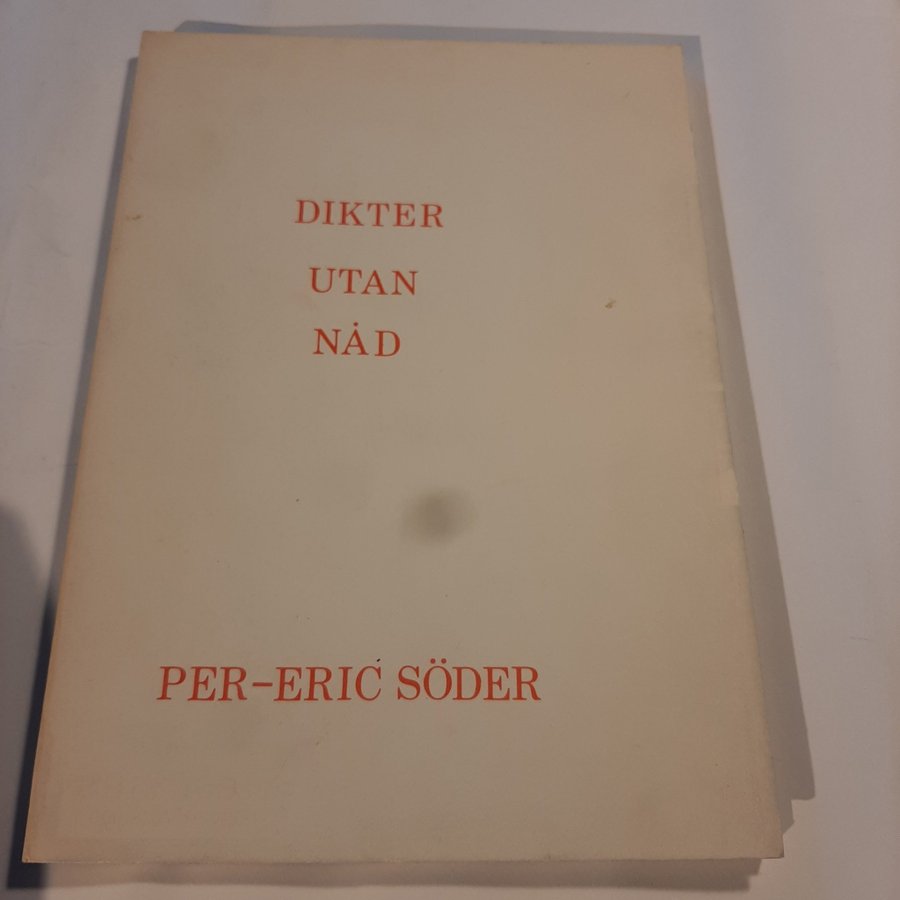 DIKTER
UTAN
NÅD
PER-ERIC SÖDER